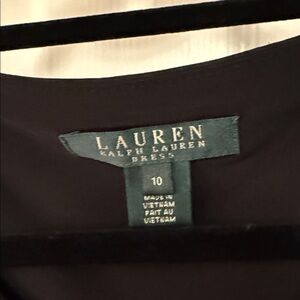 LAUREN
RALPH LAUREN
DRESS
10
MADE IN
VIETNAM
FAIT AU
VIETNAM